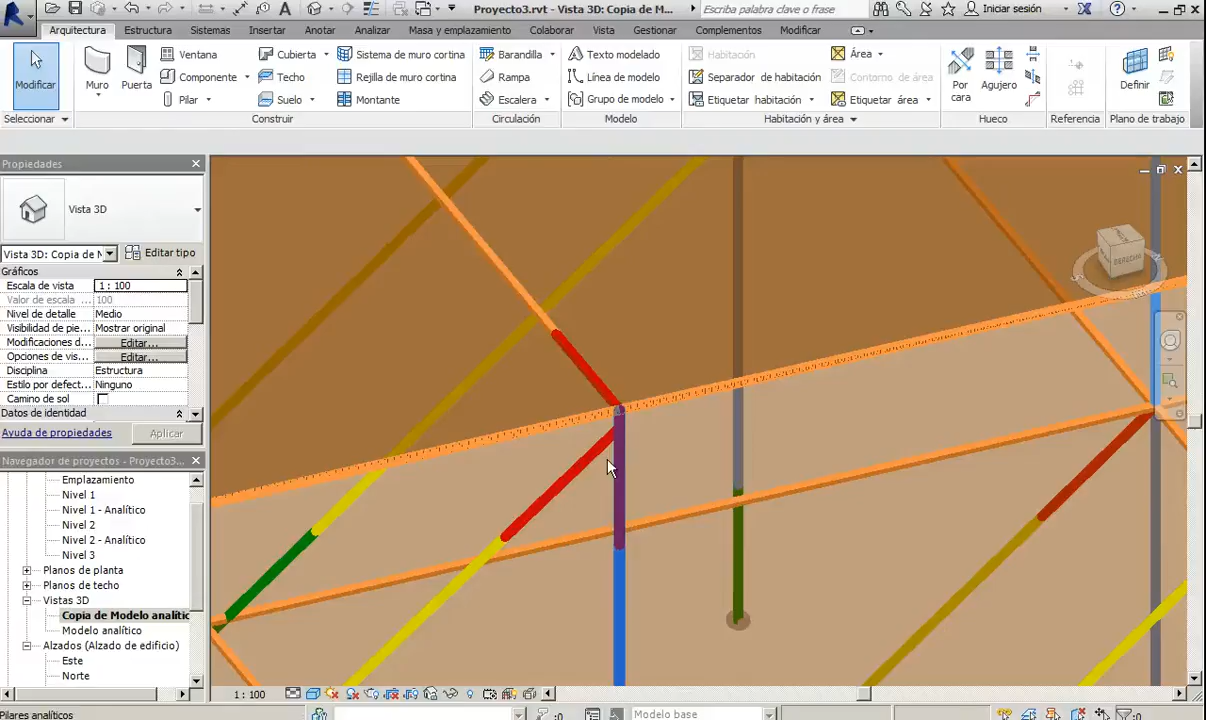 Proyecto3.rvt - Vista 3D: Copia de M... Escriba palabra clave o frase Iniciar sesión
Arquitectura Estructura Sistemas Insertar Anotar Analizar Masa y emplazamiento Colaborar Vista Gestionar Complementos Modificar
Modificar
Muro
Puerta
Ventana
Componente
Pilar
Cubierta
Techo
Suelo
Sistema de muro cortina
Rejilla de muro cortina
Montante
Barandilla
Rampa
Escalera
Texto modelado
Línea de modelo
Grupo de modelo
Habitación
Separador de habitación
Etiquetar habitación
Área
Contorno de área
Etiquetar área
Por
cara
Agujero
Definir
Seleccionar Construir Circulación Modelo Habitación y área Hueco Referencia Plano de trabajo
Propiedades
Vista 3D
Vista 3D: Copia de M Editar tipo
Gráficos
Escala de vista 1 : 100
Valor de escala 100
Nivel de detalle Medio
Visibilidad de pie... Mostrar original
Modificaciones d... Editar...
Opciones de vis... Editar...
Disciplina Estructura
Estilo por defect... Ninguno
Camino de sol
Datos de identidad
Ayuda de propiedades Aplicar
Navegador de proyectos - Proyecto3...
Emplazamiento
Nivel 1
Nivel 1 - Analítico
Nivel 2
Nivel 2 - Analítico
Nivel 3
Planos de planta
Planos de techo
Vistas 3D
Copia de Modelo analític
Modelo analítico
Alzados (Alzado de edificio)
Este
Norte
DERECHA
1 : 100
Pilares analíticos :0 Modelo base :0